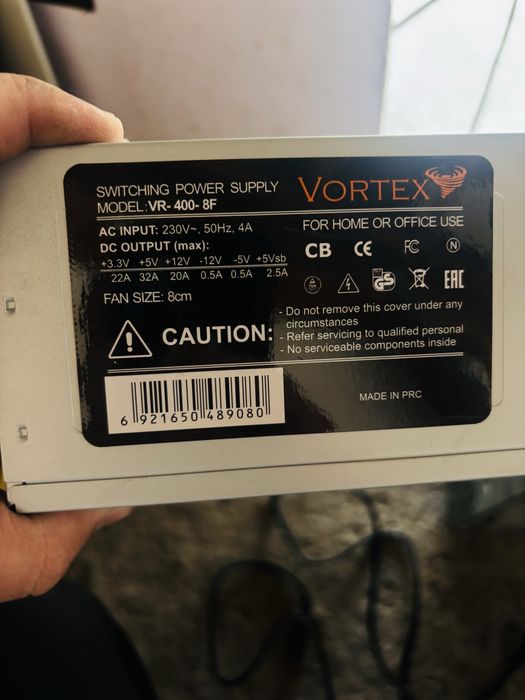 SWITCHING POWER SUPPLY
MODEL:VR- 400- 8F
VORTEX
AC INPUT: 230V~, 50Hz, 4A
DC OUTPUT (max):
+3.3V +5V +12V -12V -5V +5Vsb
22A 32A 20A 0.5A 0.5A 2.5A
FAN SIZE: 8cm
FOR HOME OR OFFICE USE
CB CE FC N
GS EAC
CAUTION:
- Do not remove this cover under any
circumstances
- Refer servicing to qualified personal
- No serviceable components inside
6 921650 489080
MADE IN PRC